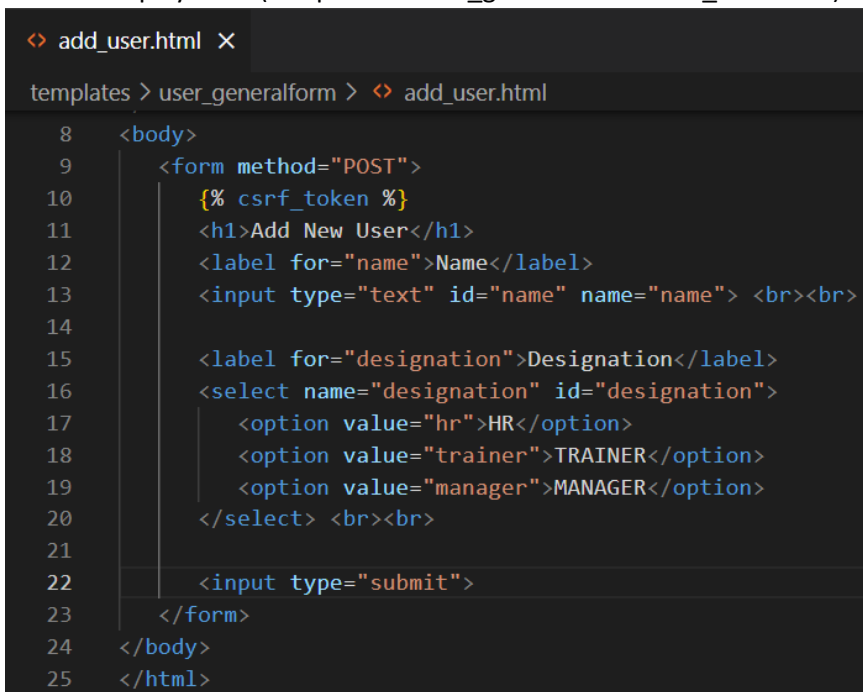 add_user.html ×
templates > user_generalform > add_user.html
8 <body>
9 <form method="POST">
10 {% csrf_token %}
11 <h1>Add New User</h1>
12 <label for="name">Name</label>
13 <input type="text" id="name" name="name"> <br><br>
14
15 <label for="designation">Designation</label>
16 <select name="designation" id="designation">
17 <option value="hr">HR</option>
18 <option value="trainer">TRAINER</option>
19 <option value="manager">MANAGER</option>
20 </select> <br><br>
21
22 <input type="submit">
23 </form>
24 </body>
25 </html>